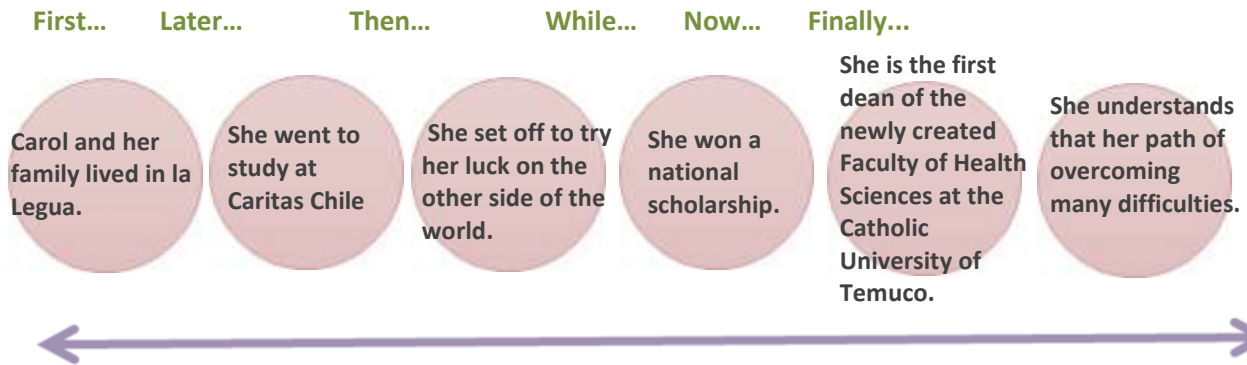 First... Later... Then... While... Now... Finally...
Carol and her
family lived in la
Legua.
She went to
study at
Caritas Chile
She set off to try
her luck on the
other side of the
world.
She won a
national
scholarship.
She is the first
dean of the
newly created
Faculty of Health
Sciences at the
Catholic
University of
Temuco.
She understands
that her path of
overcoming
many difficulties.